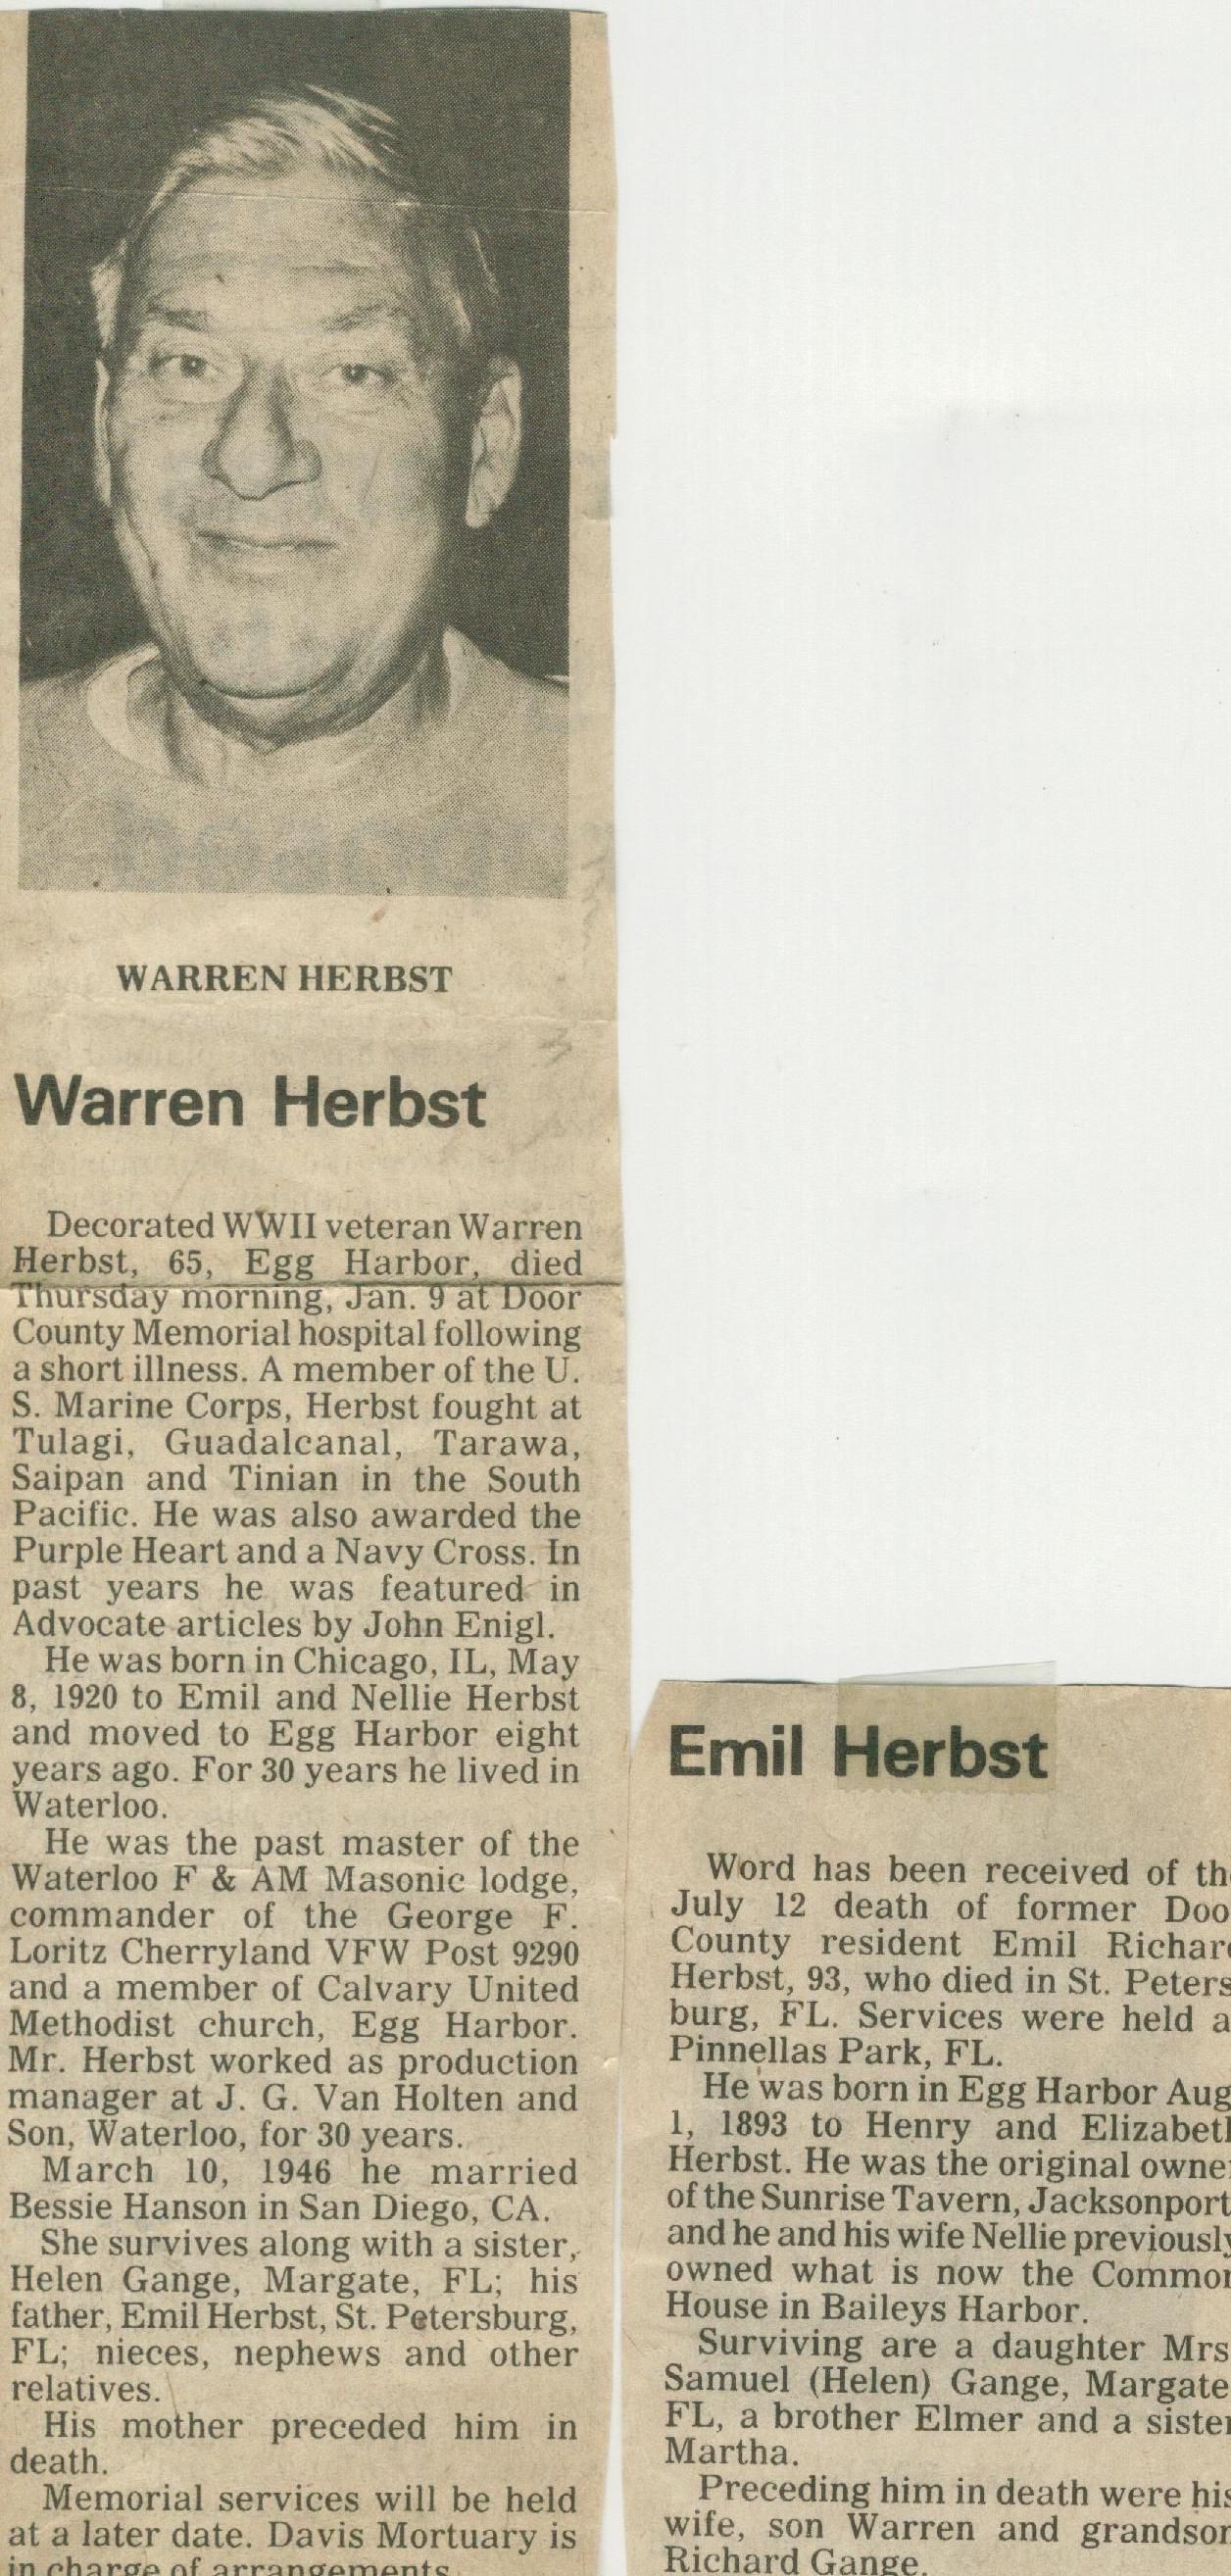 WARREN HERBST
Warren Herbst
Decorated WWII veteran Warren
Herbst, 65, Egg Harbor, died
Thursday morning, Jan. 9 at Door
County Memorial hospital following
a short illness. A member of the U.
S. Marine Corps, Herbst fought at
Tulagi, Guadalcanal, Tarawa,
Saipan and Tinian in the South
Pacific. He was also awarded the
Purple Heart and a Navy Cross. In
past years he was featured in
Advocate articles by John Enigl.
He was born in Chicago, IL, May
8, 1920 to Emil and Nellie Herbst
and moved to Egg Harbor eight
years ago. For 30 years he lived in
Waterloo.
He was the past master of the
Waterloo F & AM Masonic lodge,
commander of the George F.
Loritz Cherryland VFW Post 9290
and a member of Calvary United
Methodist church, Egg Harbor.
Mr. Herbst worked as production
manager at J. G. Van Holten and
Son, Waterloo, for 30 years.
March 10, 1946 he married
Bessie Hanson in San Diego, CA.
She survives along with a sister,
Helen Gange, Margate, FL; his
father, Emil Herbst, St. Petersburg,
FL; nieces, nephews and other
relatives.
His mother preceded him in
death.
Memorial services will be held
at a later date. Davis Mortuary is
in charge of arrangements.
Emil Herbst
Word has been received of th
July 12 death of former Doo
County resident Emil Richar
Herbst, 93, who died in St. Peters
burg, FL. Services were held a
Pinnellas Park, FL.
He was born in Egg Harbor Aug
1, 1893 to Henry and Elizabet
Herbst. He was the original owne
of the Sunrise Tavern, Jacksonport
and he and his wife Nellie previously
owned what is now the Common
House in Baileys Harbor.
Surviving are a daughter Mrs
Samuel (Helen) Gange, Margate
FL, a brother Elmer and a sister
Martha.
Preceding him in death were his
wife, son Warren and grandson
Richard Gange.